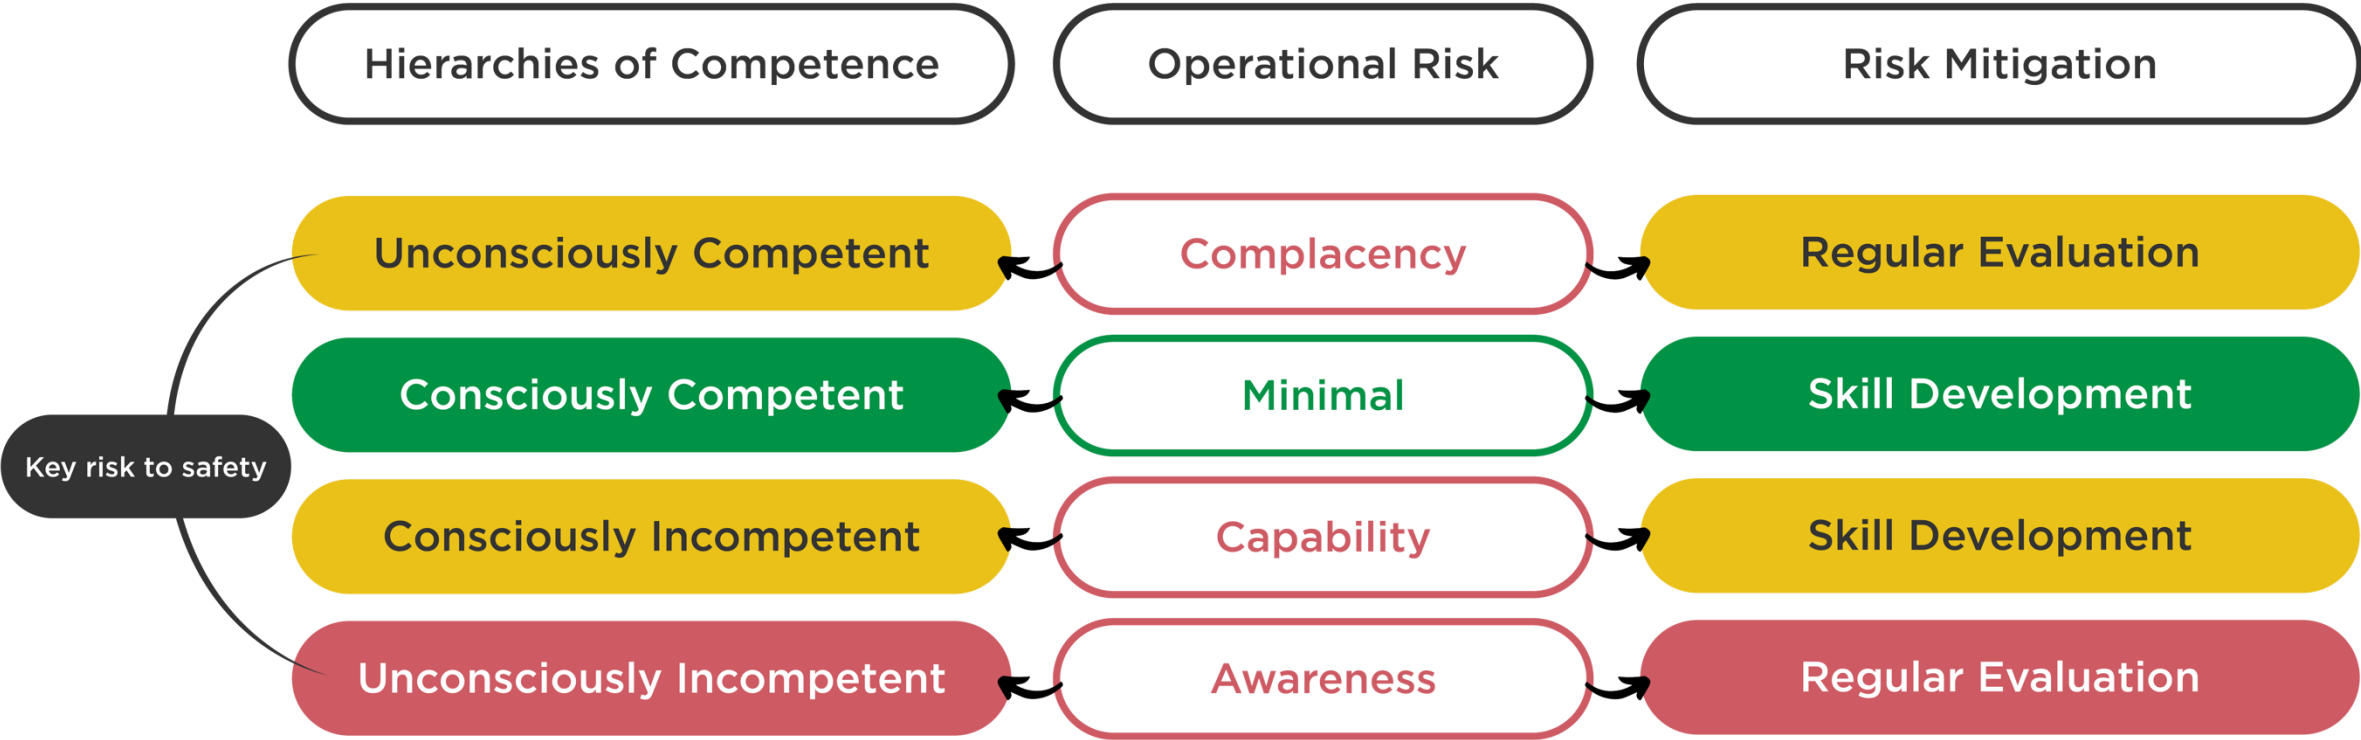 Hierarchies of Competence
Operational Risk
Risk Mitigation
Unconsciously Competent
Complacency
Regular Evaluation
Consciously Competent
Minimal
Skill Development
Key risk to safety
Consciously Incompetent
Capability
Skill Development
Unconsciously Incompetent
Awareness
Regular Evaluation